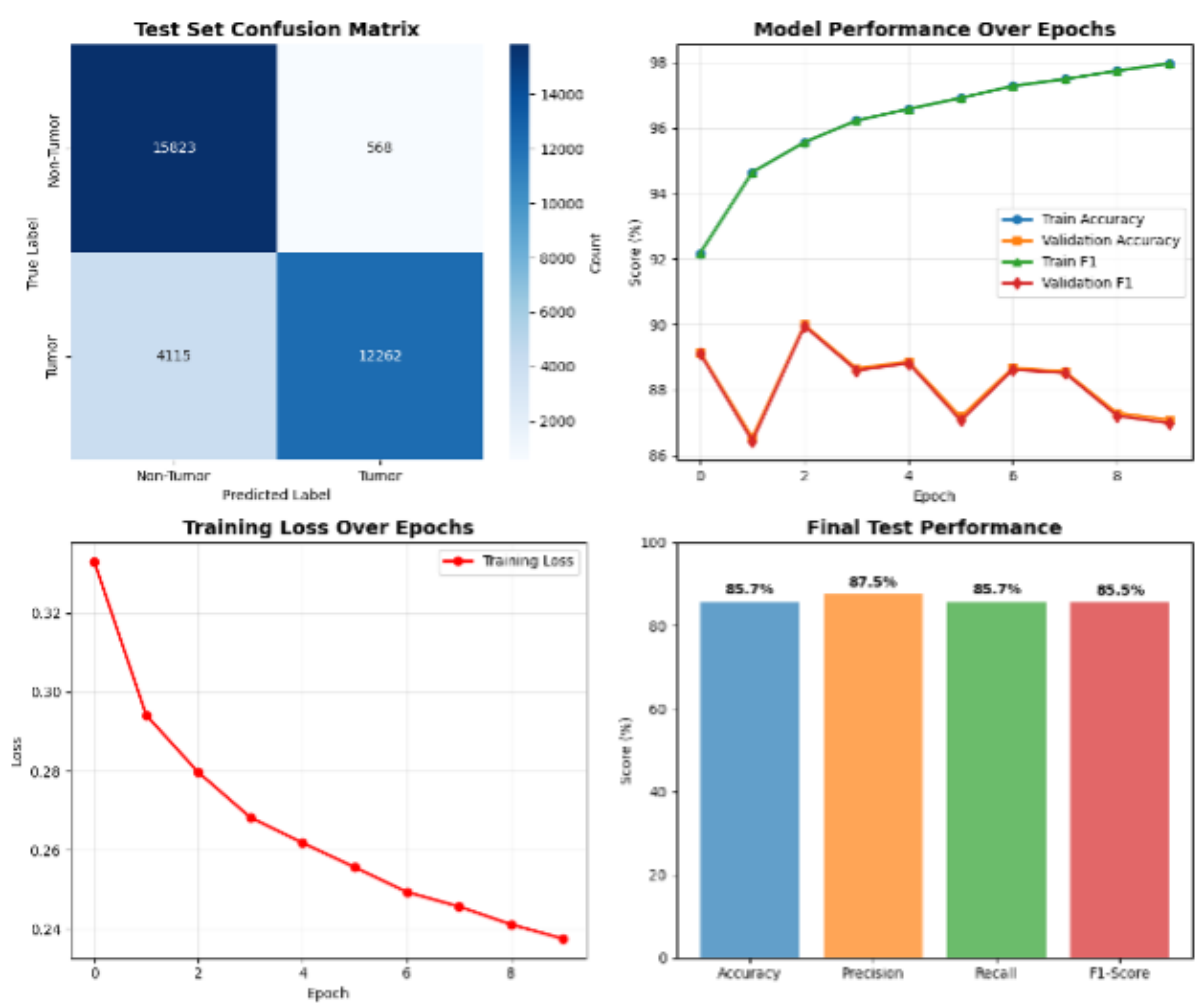 Test Set Confusion Matrix
Non-Tumor
Tumor
True Label
15823
568
4115
12262
Non-Tumor
Tumor
Predicted Label
14000
12000
10000
8000
6000
4000
2000
Count
Model Performance Over Epochs
98
96
94
92
90
88
86
Score (%)
Train Accuracy
Validation Accuracy
Train F1
Validation F1
0
2
4
6
8
Epoch
Training Loss Over Epochs
Training Loss
0.32
0.30
0.28
0.26
0.24
Loss
0
2
4
6
8
Epoch
Final Test Performance
100
80
60
40
20
0
Score (%)
85.7%
87.5%
85.7%
85.5%
Accuracy
Precision
Recall
F1-Score